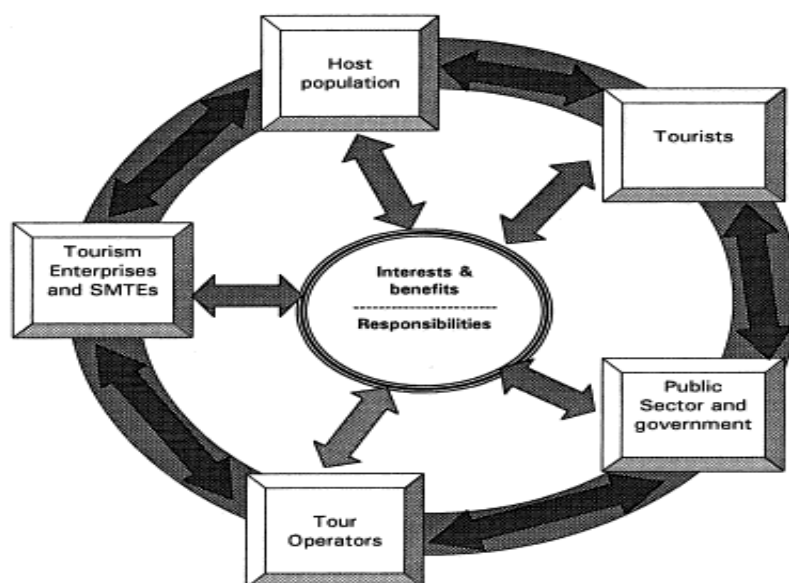 Host
population
Tourists
Tourism
Enterprises
and SMTEs
Interests &
benefits
Responsibilities
Public
Sector and
government
Tour
Operators